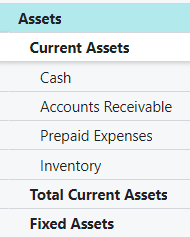 Assets
Current Assets
Cash
Accounts Receivable
Prepaid Expenses
Inventory
Total Current Assets
Fixed Assets